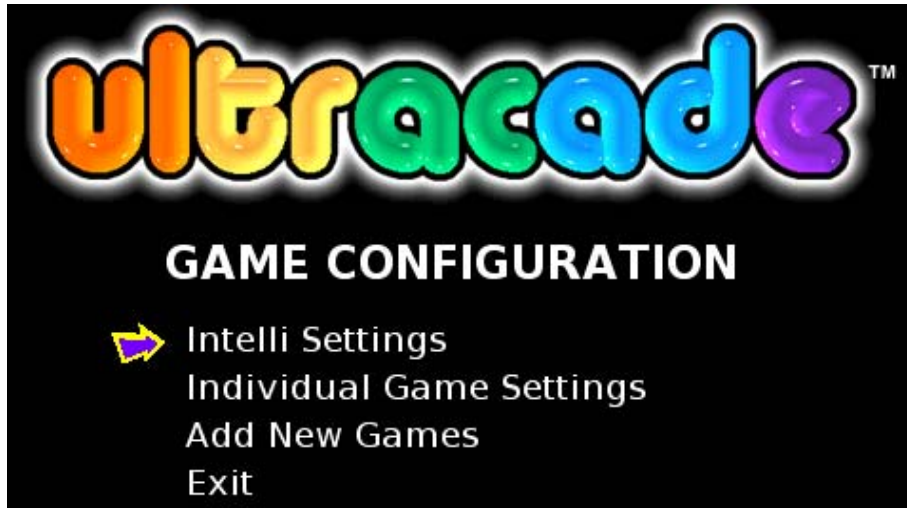 ultracade™
GAME CONFIGURATION
Intelli Settings
Individual Game Settings
Add New Games
Exit